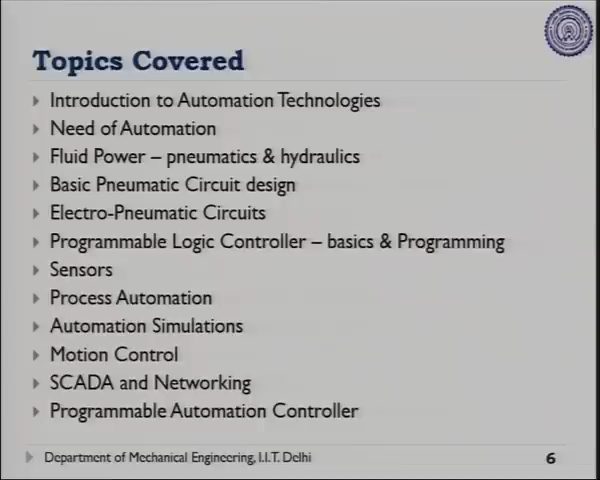 Topics Covered
Introduction to Automation Technologies
Need of Automation
Fluid Power – pneumatics & hydraulics
Basic Pneumatic Circuit design
Electro-Pneumatic Circuits
Programmable Logic Controller – basics & Programming
Sensors
Process Automation
Automation Simulations
Motion Control
SCADA and Networking
Programmable Automation Controller
Department of Mechanical Engineering, I.I.T. Delhi
6